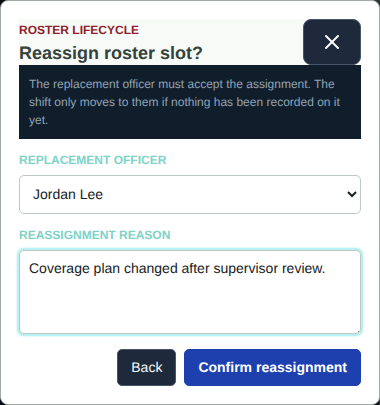 ROSTER LIFECYCLE
Reassign roster slot?
The replacement officer must accept the assignment. The
shift only moves to them if nothing has been recorded on it
yet.
REPLACEMENT OFFICER
Jordan Lee
REASSIGNMENT REASON
Coverage plan changed after supervisor review.
Back Confirm reassignment